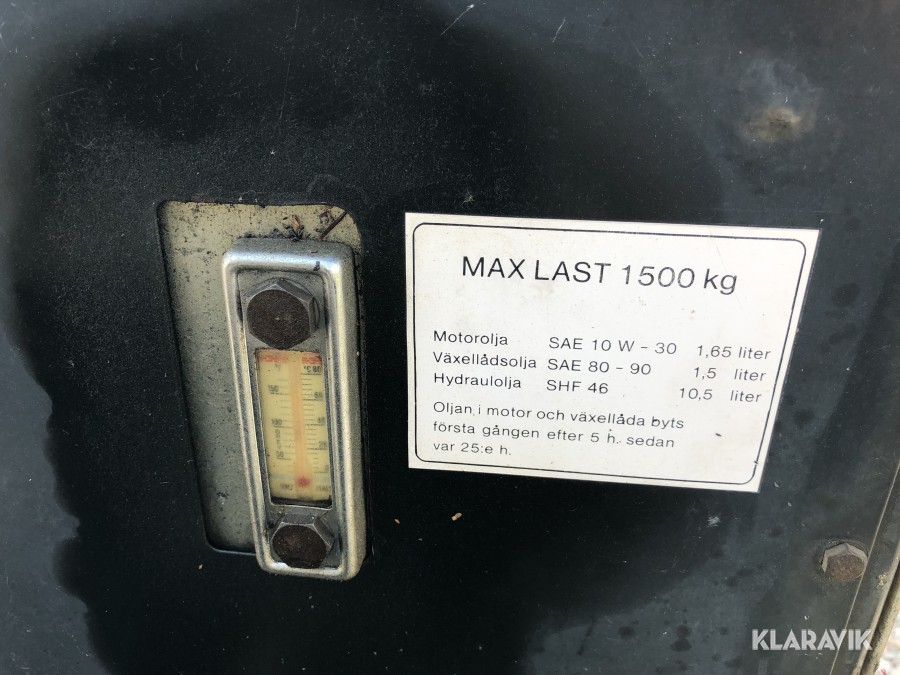 MAX LAST 1500 kg
Motorolja SAE 10 W - 30 1,65 liter
Växellådsolja SAE 80 - 90 1,5 liter
Hydraulolja SHF 46 10,5 liter
Oljan i motor och växellåda byts
första gången efter 5 h. sedan
var 25:e h.
°F °C 80
KLARAVIK